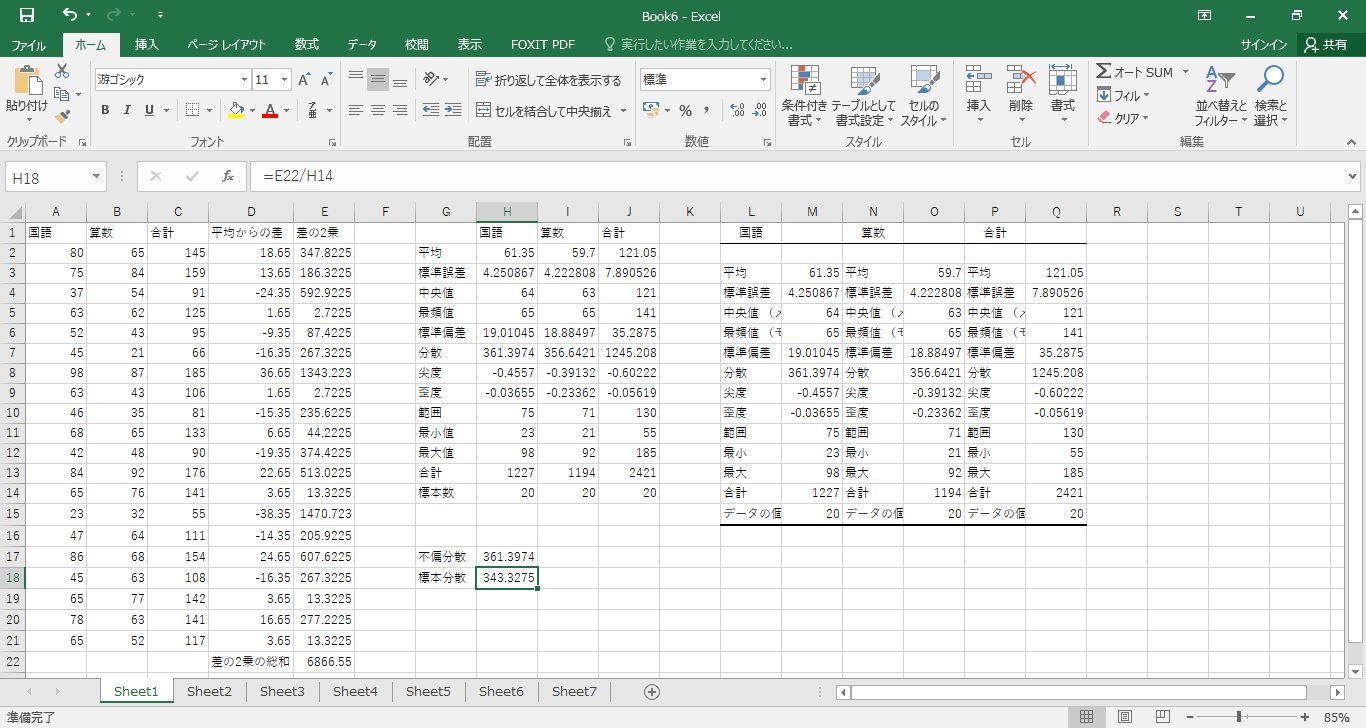 Book6 - Excel
ファイル ホーム 挿入 ページ レイアウト 数式 データ 校閲 表示 FOXIT PDF 実行したい作業を入力してください... サインイン 共有
貼り付け 游ゴシック 11 A A 折り返して全体を表示する 標準 条件付き書式 テーブルとして書式設定 セルのスタイル 挿入 削除 書式 Σ オート SUM 並べ替えとフィルター 検索と選択
B I U A セルを結合して中央揃え % , フィル
クリア
クリップボード フォント 配置 数値 スタイル セル 編集
H18 fx =E22/H14
A B C D E F G H I J K L M N O P Q R S T U
1 国語 算数 合計 平均からの差 差の2乗 国語 算数 合計 国語 算数 合計
2 80 65 145 18.65 347.8225 平均 61.35 59.7 121.05
3 75 84 159 13.65 186.3225 標準誤差 4.250867 4.222808 7.890526 平均 61.35 平均 59.7 平均 121.05
4 37 54 91 -24.35 592.9225 中央値 64 63 121 標準誤差 4.250867 標準誤差 4.222808 標準誤差 7.890526
5 63 62 125 1.65 2.7225 最頻値 65 65 141 中央値 （メ 64 中央値 （メ 63 中央値 （メ 121
6 52 43 95 -9.35 87.4225 標準偏差 19.01045 18.88497 35.2875 最頻値 （モ 65 最頻値 （モ 65 最頻値 （モ 141
7 45 21 66 -16.35 267.3225 分散 361.3974 356.6421 1245.208 標準偏差 19.01045 標準偏差 18.88497 標準偏差 35.2875
8 98 87 185 36.65 1343.223 尖度 -0.4557 -0.39132 -0.60222 分散 361.3974 分散 356.6421 分散 1245.208
9 63 43 106 1.65 2.7225 歪度 -0.03655 -0.23362 -0.05619 尖度 -0.4557 尖度 -0.39132 尖度 -0.60222
10 46 35 81 -15.35 235.6225 範囲 75 71 130 歪度 -0.03655 歪度 -0.23362 歪度 -0.05619
11 68 65 133 6.65 44.2225 最小値 23 21 55 範囲 75 範囲 71 範囲 130
12 42 48 90 -19.35 374.4225 最大値 98 92 185 最小 23 最小 21 最小 55
13 84 92 176 22.65 513.0225 合計 1227 1194 2421 最大 98 最大 92 最大 185
14 65 76 141 3.65 13.3225 標本数 20 20 20 合計 1227 合計 1194 合計 2421
15 23 32 55 -38.35 1470.723 データの個 20 データの個 20 データの個 20
16 47 64 111 -14.35 205.9225
17 86 68 154 24.65 607.6225 不偏分散 361.3974
18 45 63 108 -16.35 267.3225 標本分散 343.3275
19 65 77 142 3.65 13.3225
20 78 63 141 16.65 277.2225
21 65 52 117 3.65 13.3225
22 差の2乗の総和 6866.55
Sheet1 Sheet2 Sheet3 Sheet4 Sheet5 Sheet6 Sheet7
準備完了 85%